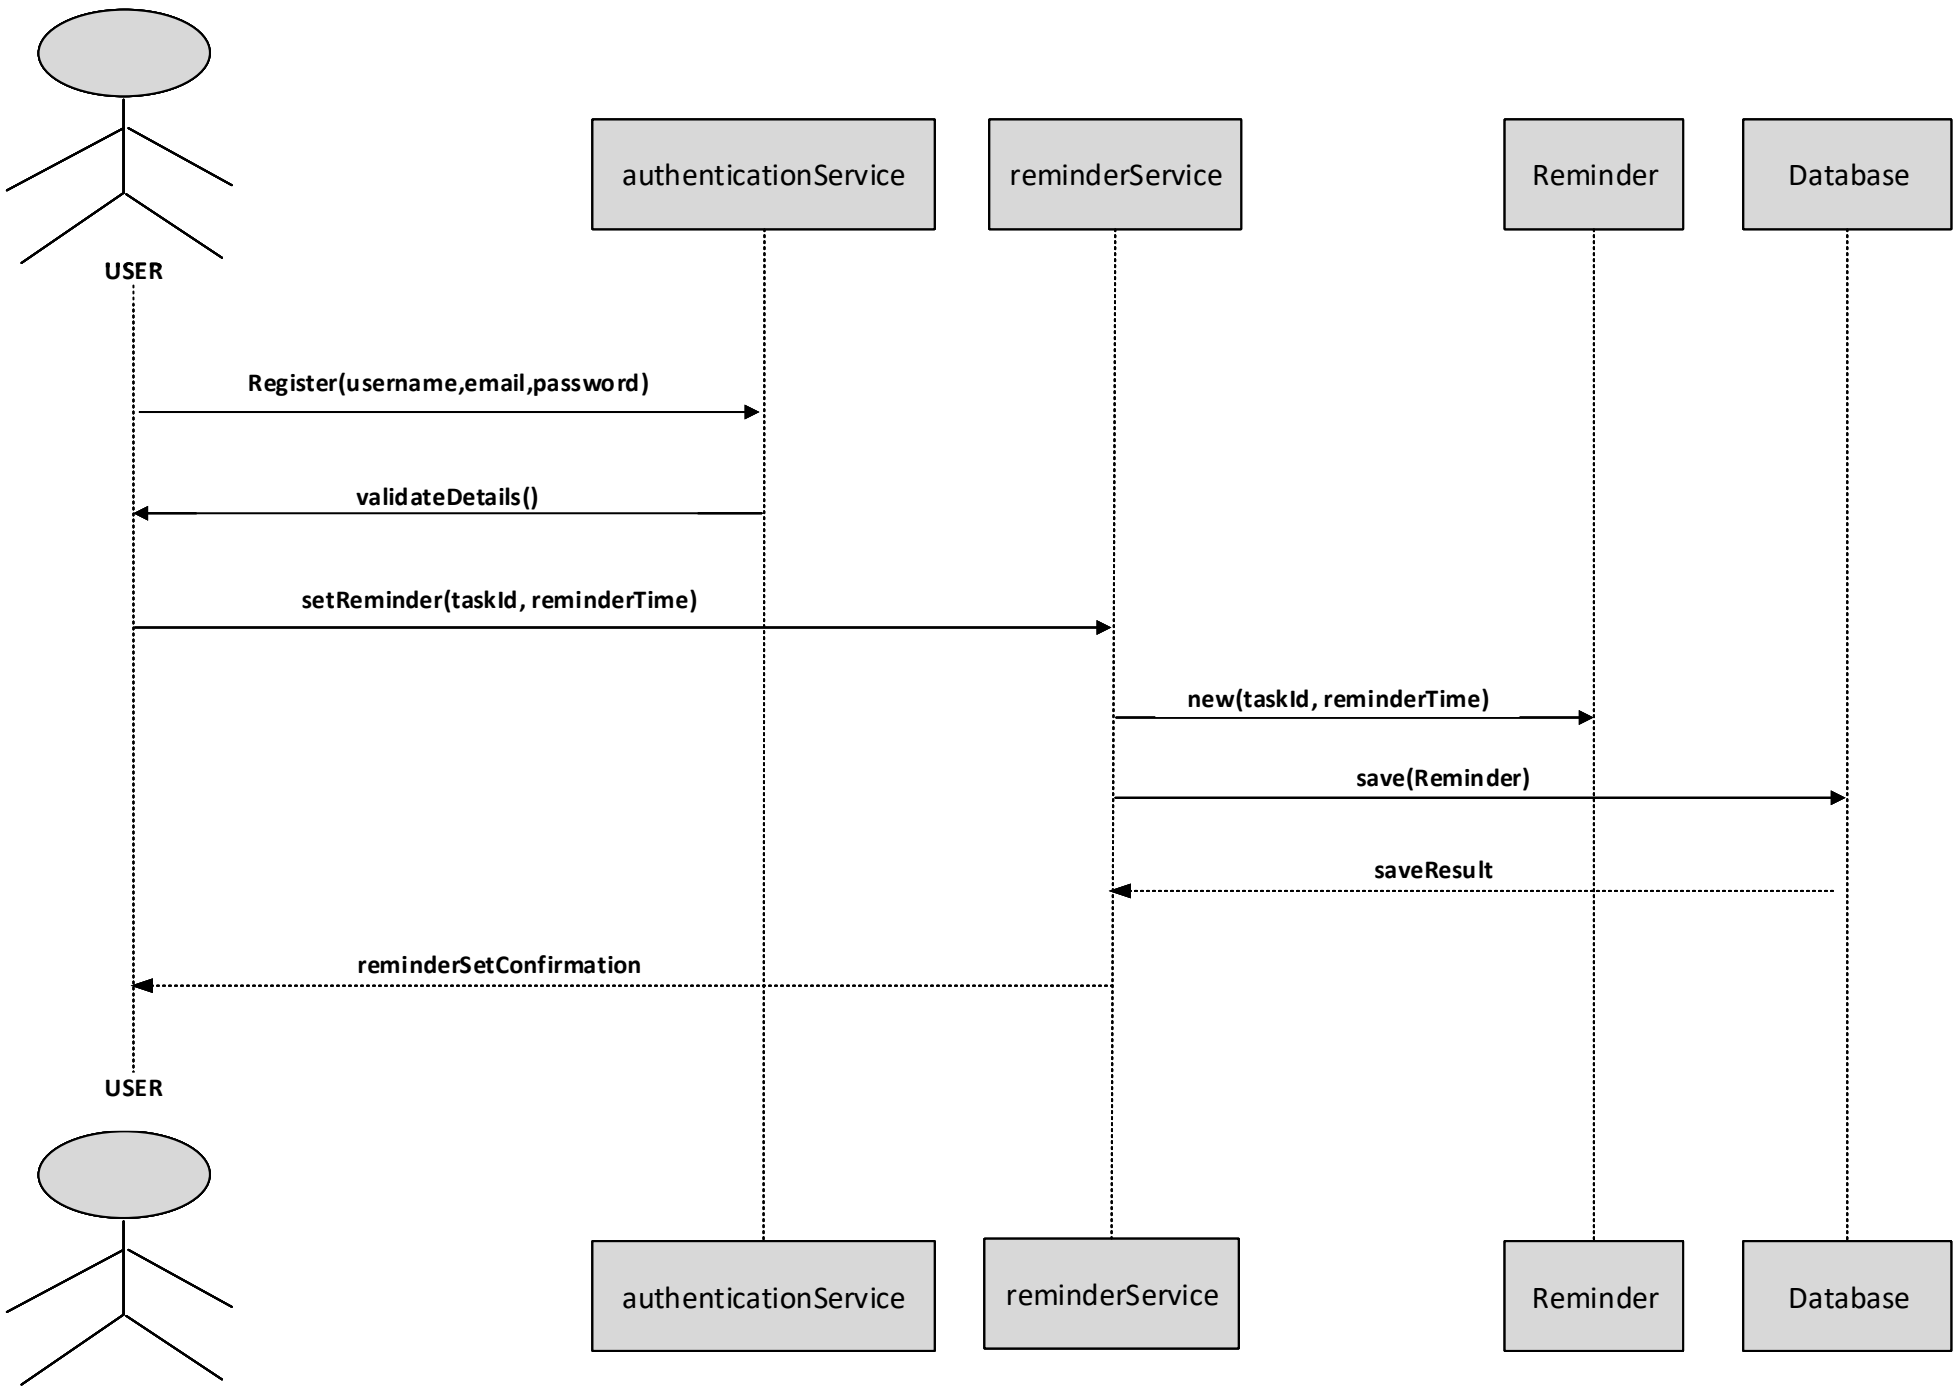 authenticationService
reminderService
Reminder
Database
USER
Register(username,email,password)
validateDetails()
setReminder(taskId, reminderTime)
new(taskId, reminderTime)
save(Reminder)
saveResult
reminderSetConfirmation
USER
authenticationService
reminderService
Reminder
Database